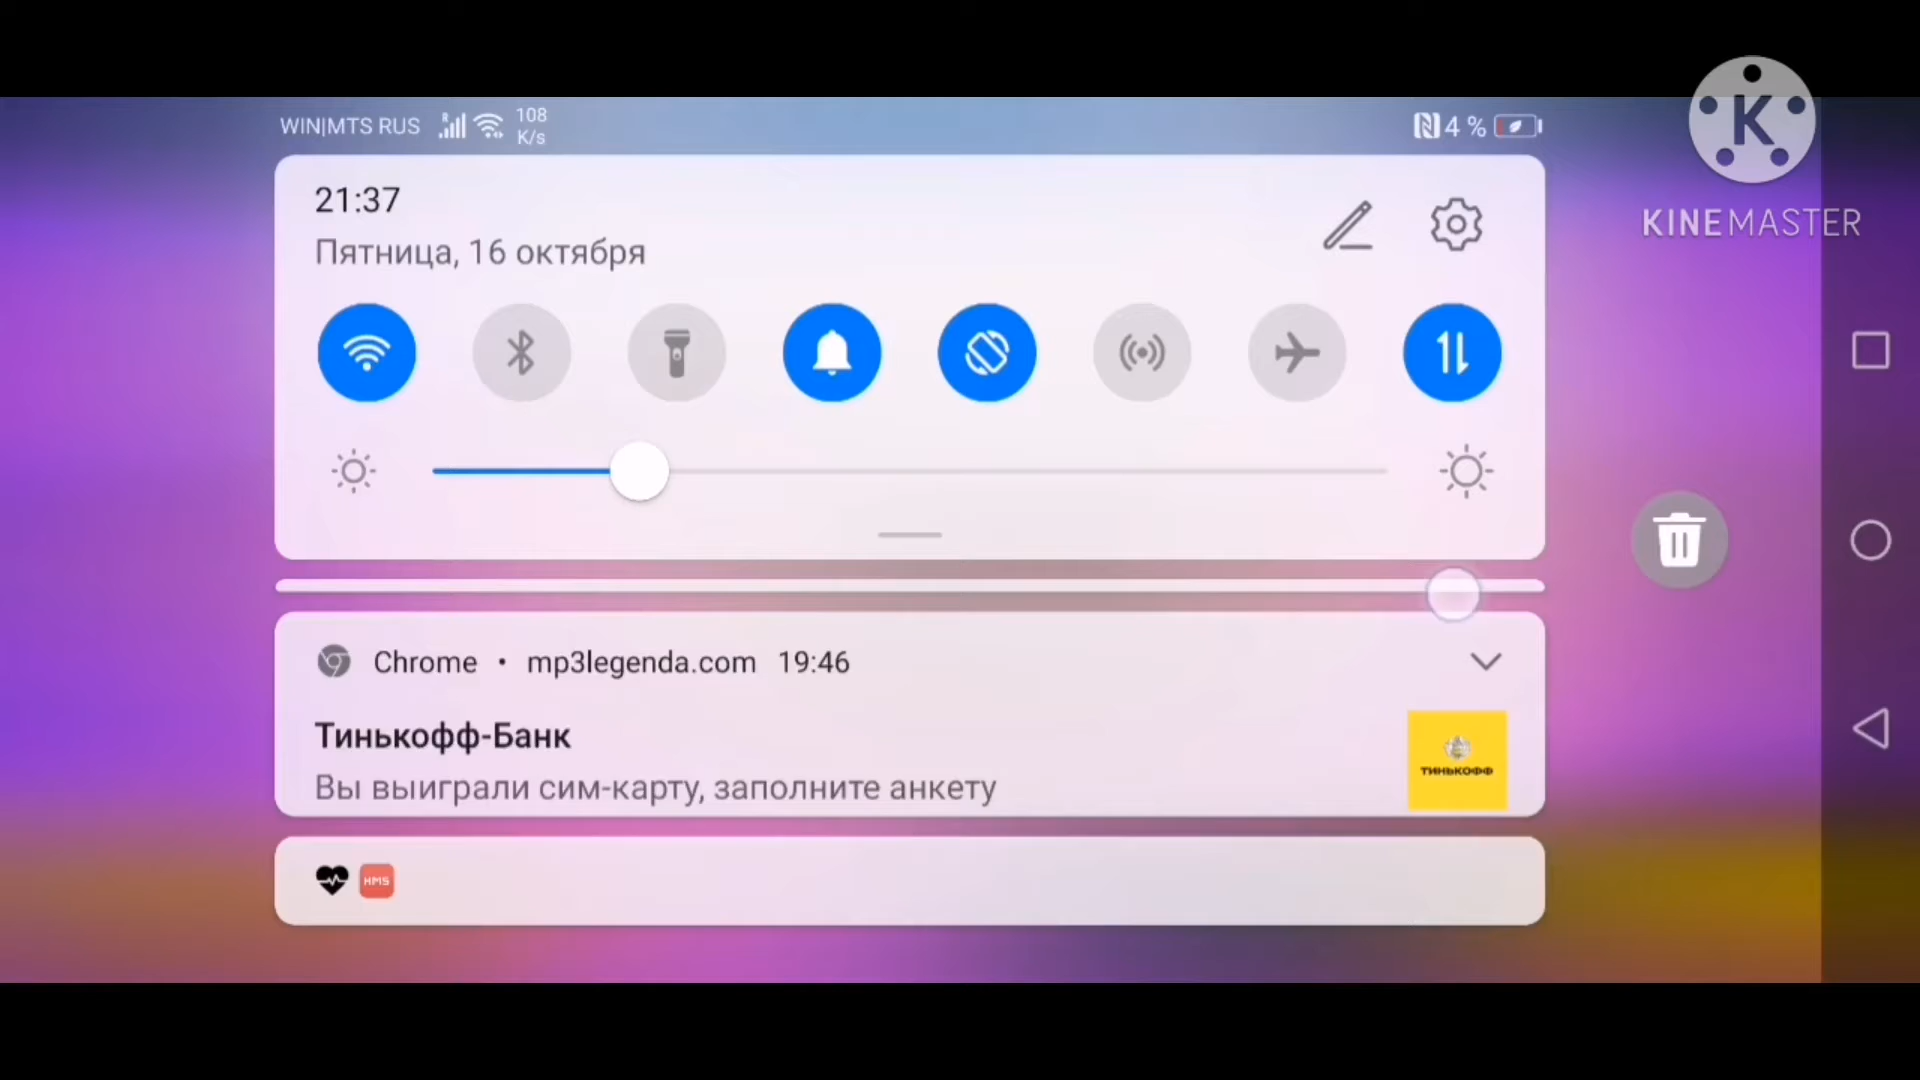 WIN|MTS RUS
R
108
K/s
4 %
K
KINEMASTER
21:37
Пятница, 16 октября
Chrome • mp3legenda.com 19:46
Тинькофф-Банк
Вы выиграли сим-карту, заполните анкету
ТИНЬКОФФ
HMS